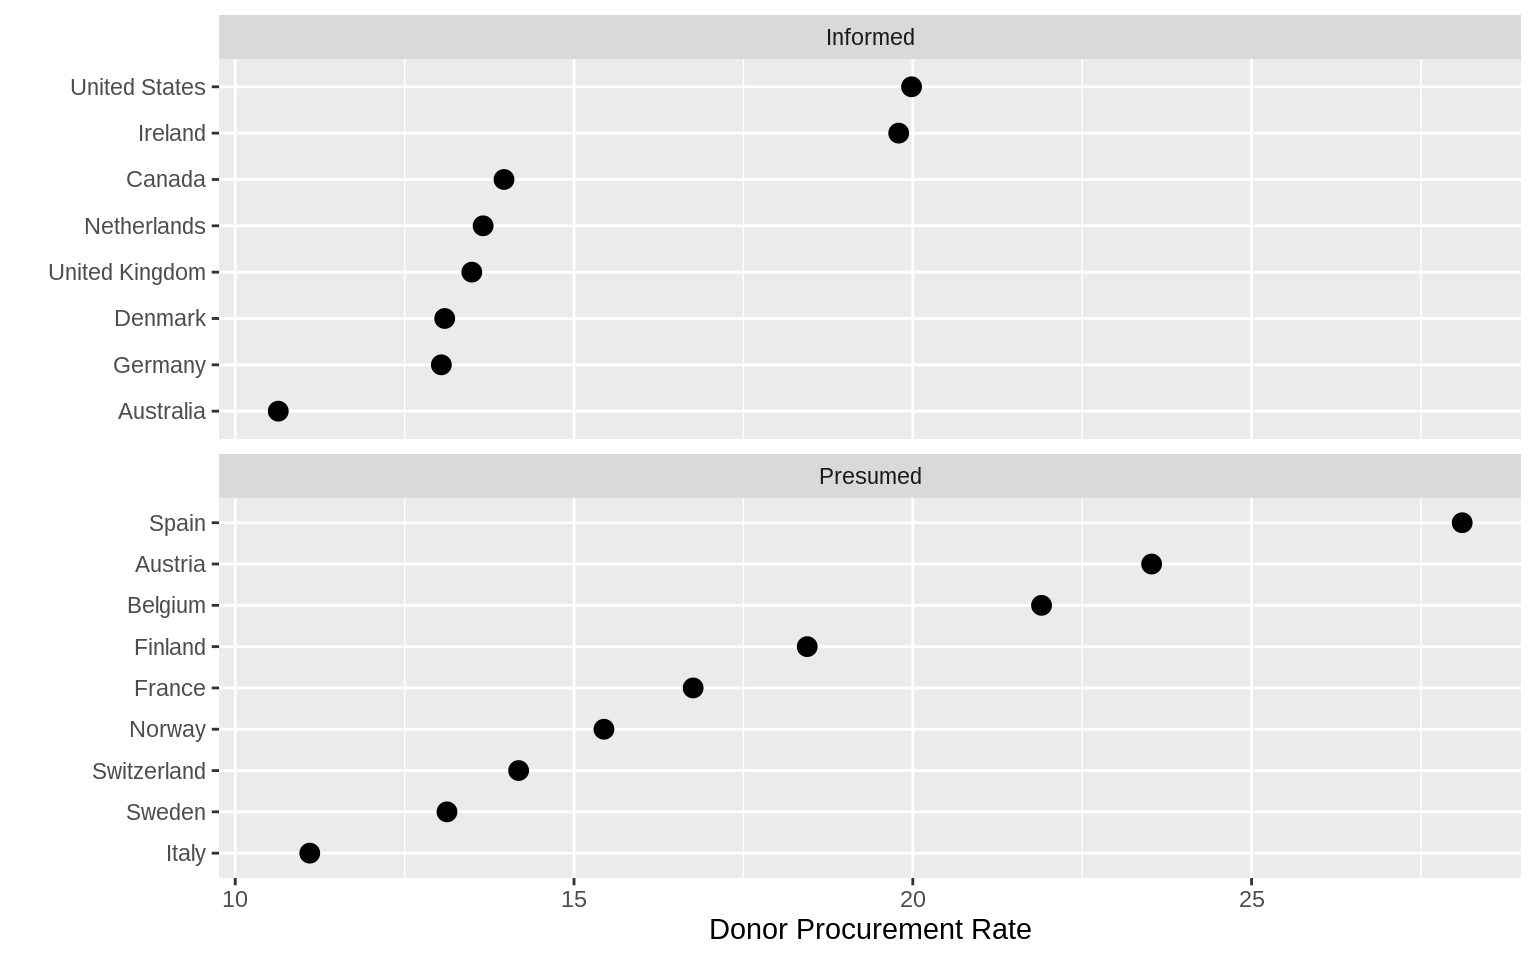 Informed
United States
Ireland
Canada
Netherlands
United Kingdom
Denmark
Germany
Australia
Presumed
Spain
Austria
Belgium
Finland
France
Norway
Switzerland
Sweden
Italy
10 15 20 25
Donor Procurement Rate